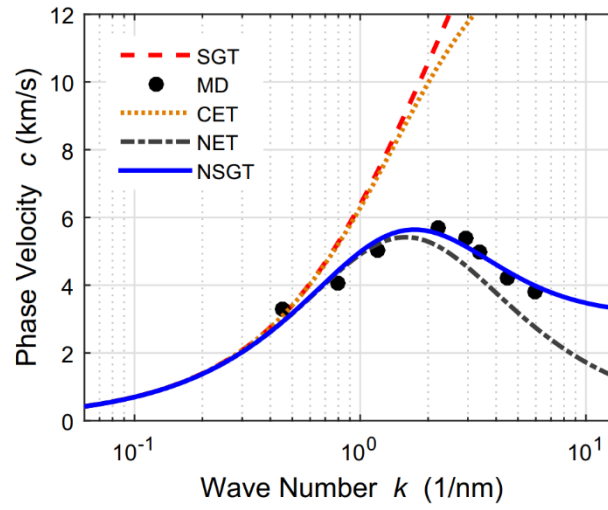 12
10
8
6
4
2
0
Phase Velocity c (km/s)
SGT
MD
CET
NET
NSGT
10⁻¹ 10⁰ 10¹
Wave Number k (1/nm)